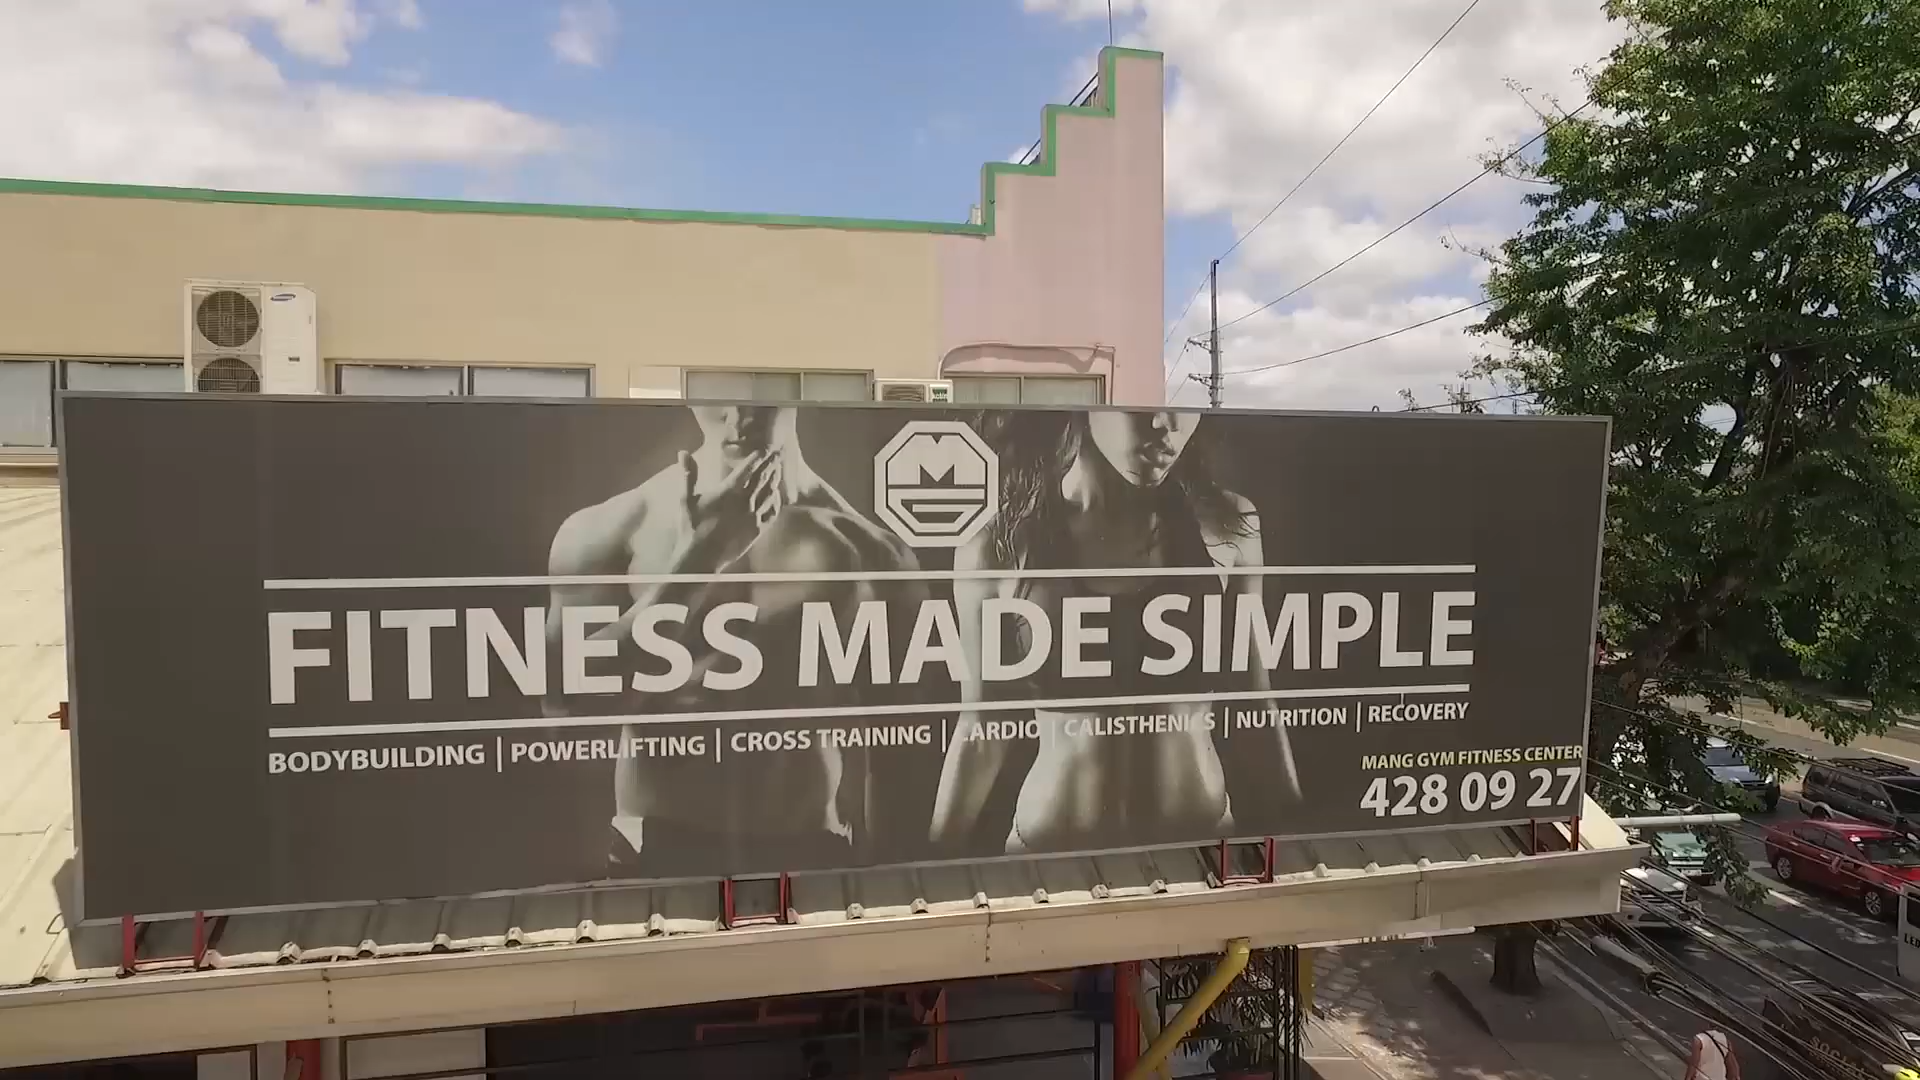 SAMSUNG
MG
FITNESS MADE SIMPLE
BODYBUILDING | POWERLIFTING | CROSS TRAINING | CARDIO | CALISTHENICS | NUTRITION | RECOVERY
MANG GYM FITNESS CENTER
428 09 27